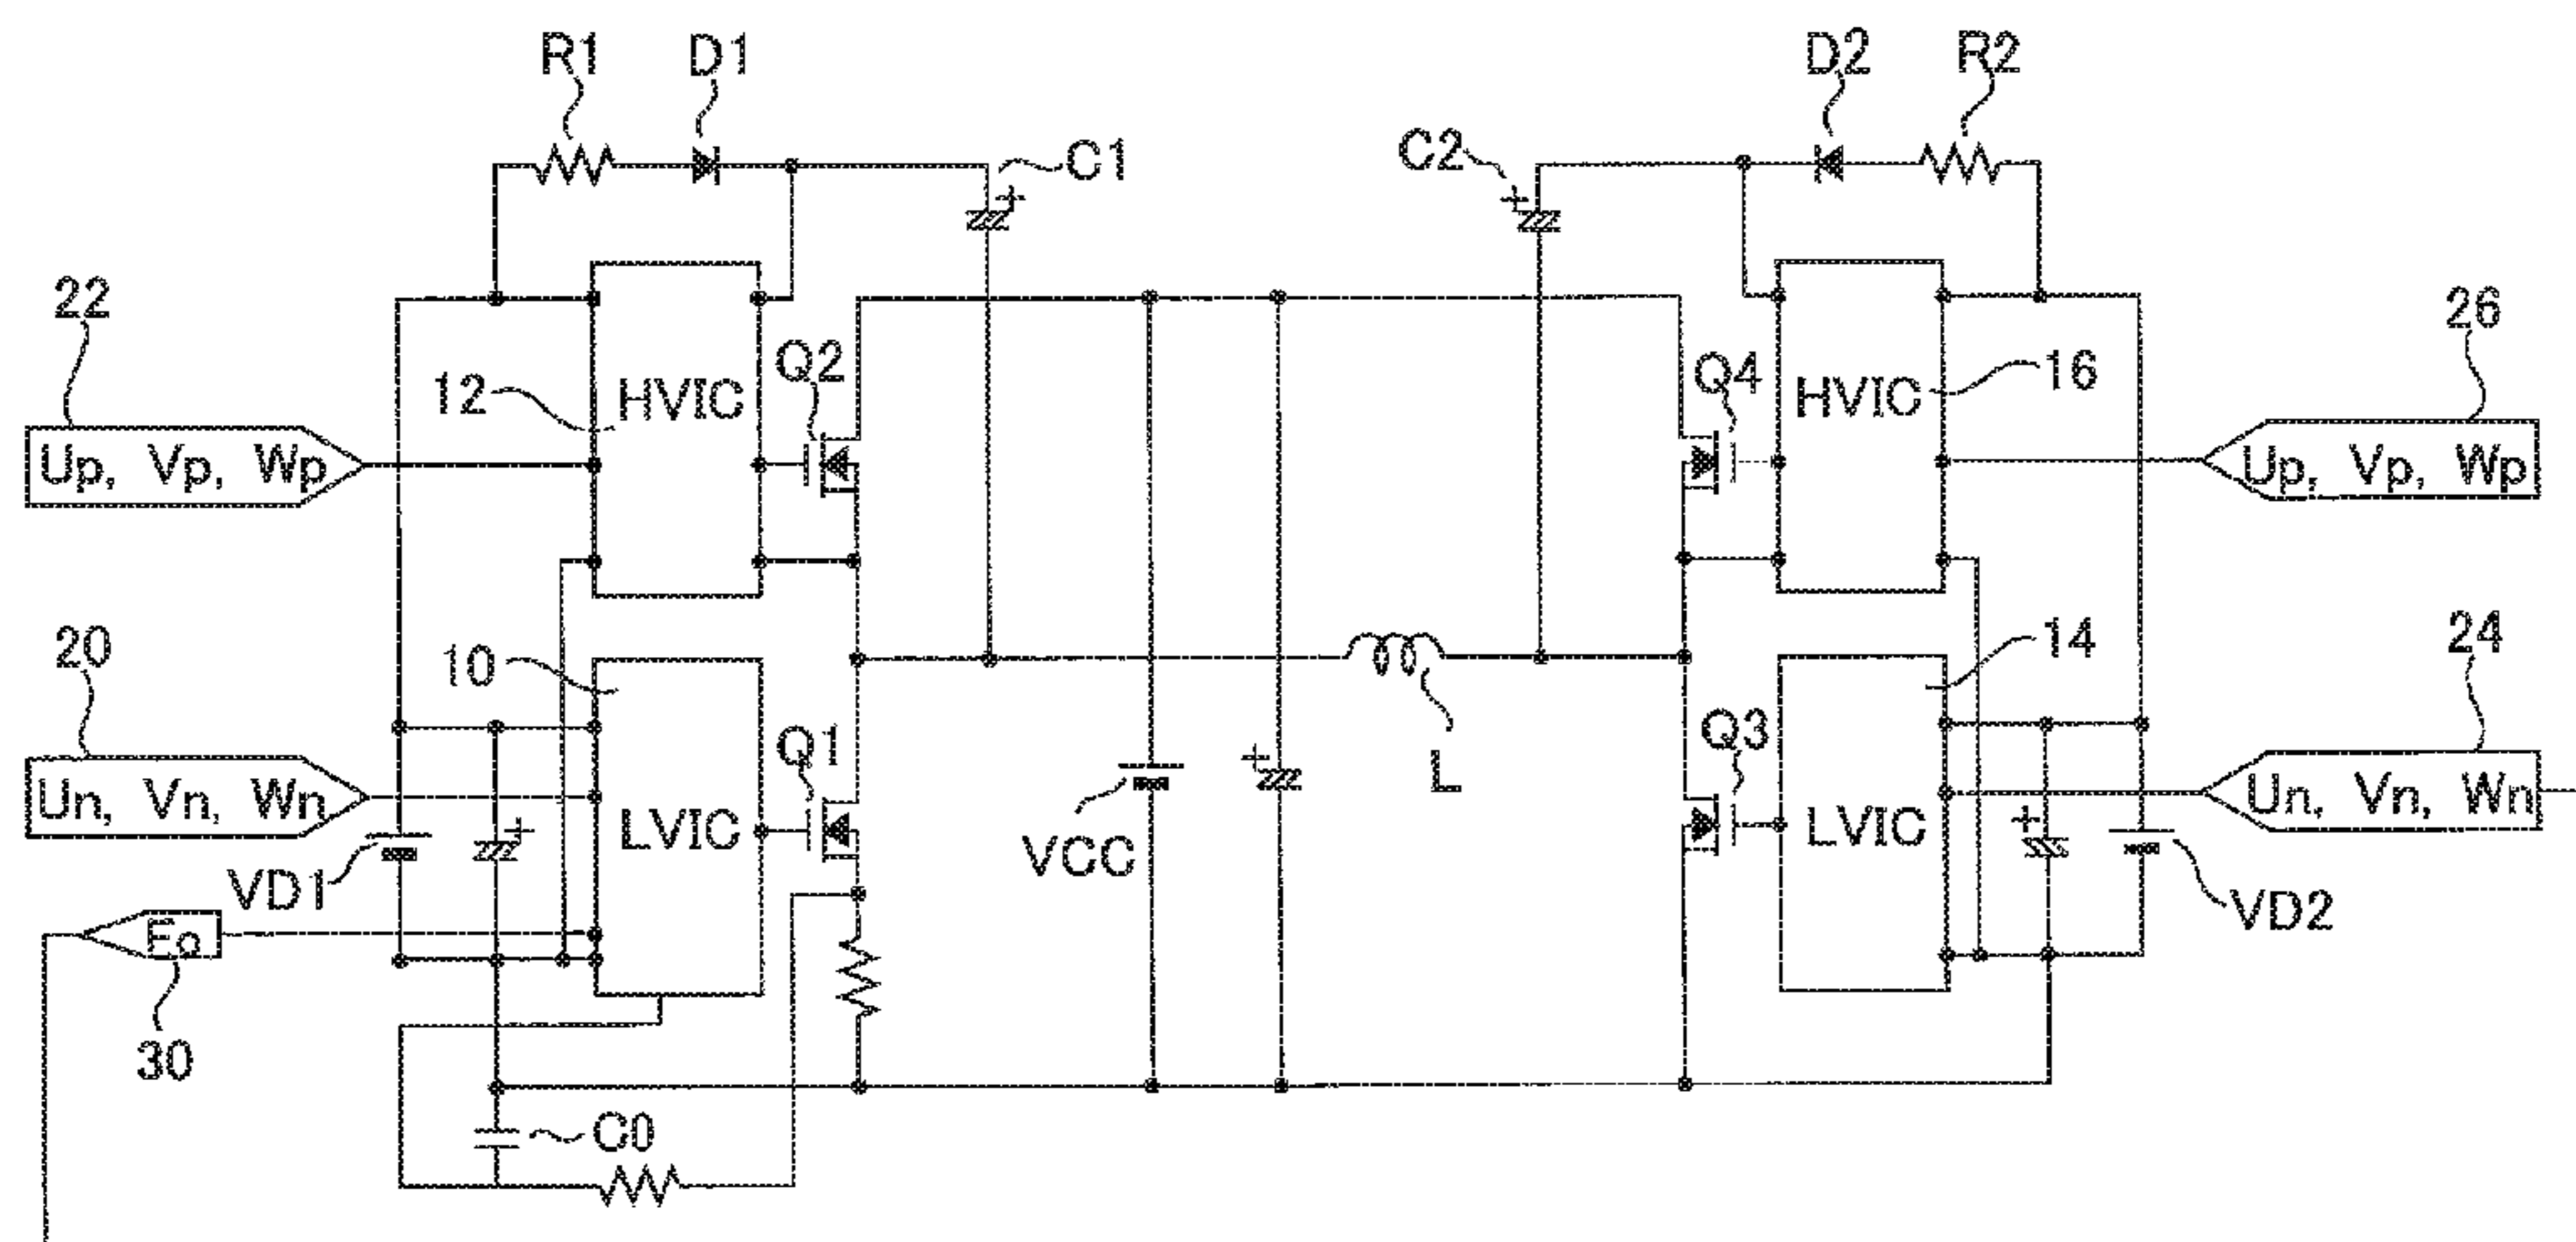 R1
D1
D2
R2
C1
C2
22
26
Q2
Q4
12
HVIC
HVIC
16
Up, Vp, Wp
Up, Vp, Wp
20
10
14
24
Q1
Q3
Un, Vn, Wn
LVIC
VCC
L
LVIC
Un, Vn, Wn
VD1
VD2
Fo
30
C0